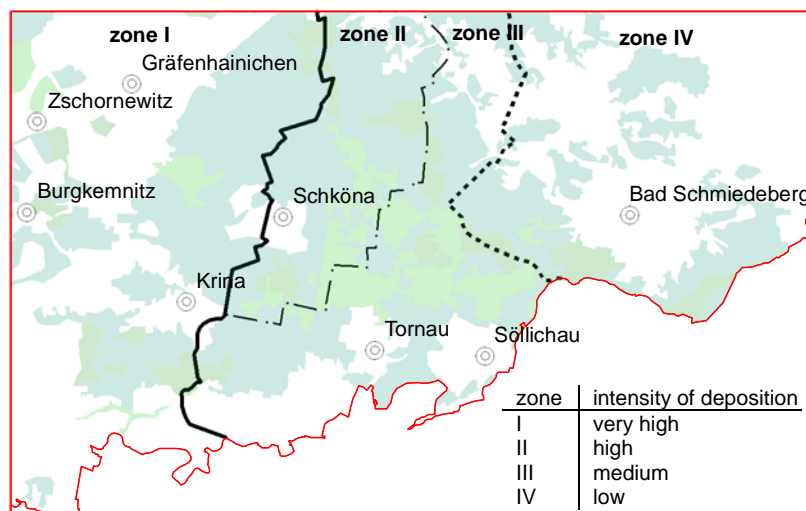 zone I
zone II
zone III
zone IV
Gräfenhainichen
Zschornewitz
Burgkemnitz
Schköna
Bad Schmiedeberg
Krina
Tornau
Söllichau
zone intensity of deposition
I very high
II high
III medium
IV low